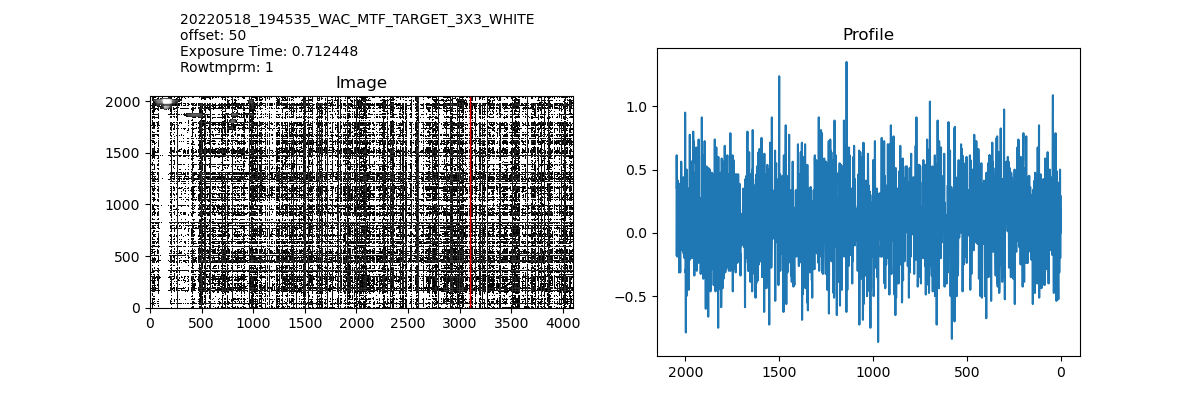 20220518_194535_WAC_MTF_TARGET_3X3_WHITE
offset: 50
Exposure Time: 0.712448
Rowtmprm: 1
Image
2000
1500
1000
500
0
0 500 1000 1500 2000 2500 3000 3500 4000
Profile
1.0
0.5
0.0
−0.5
2000 1500 1000 500 0